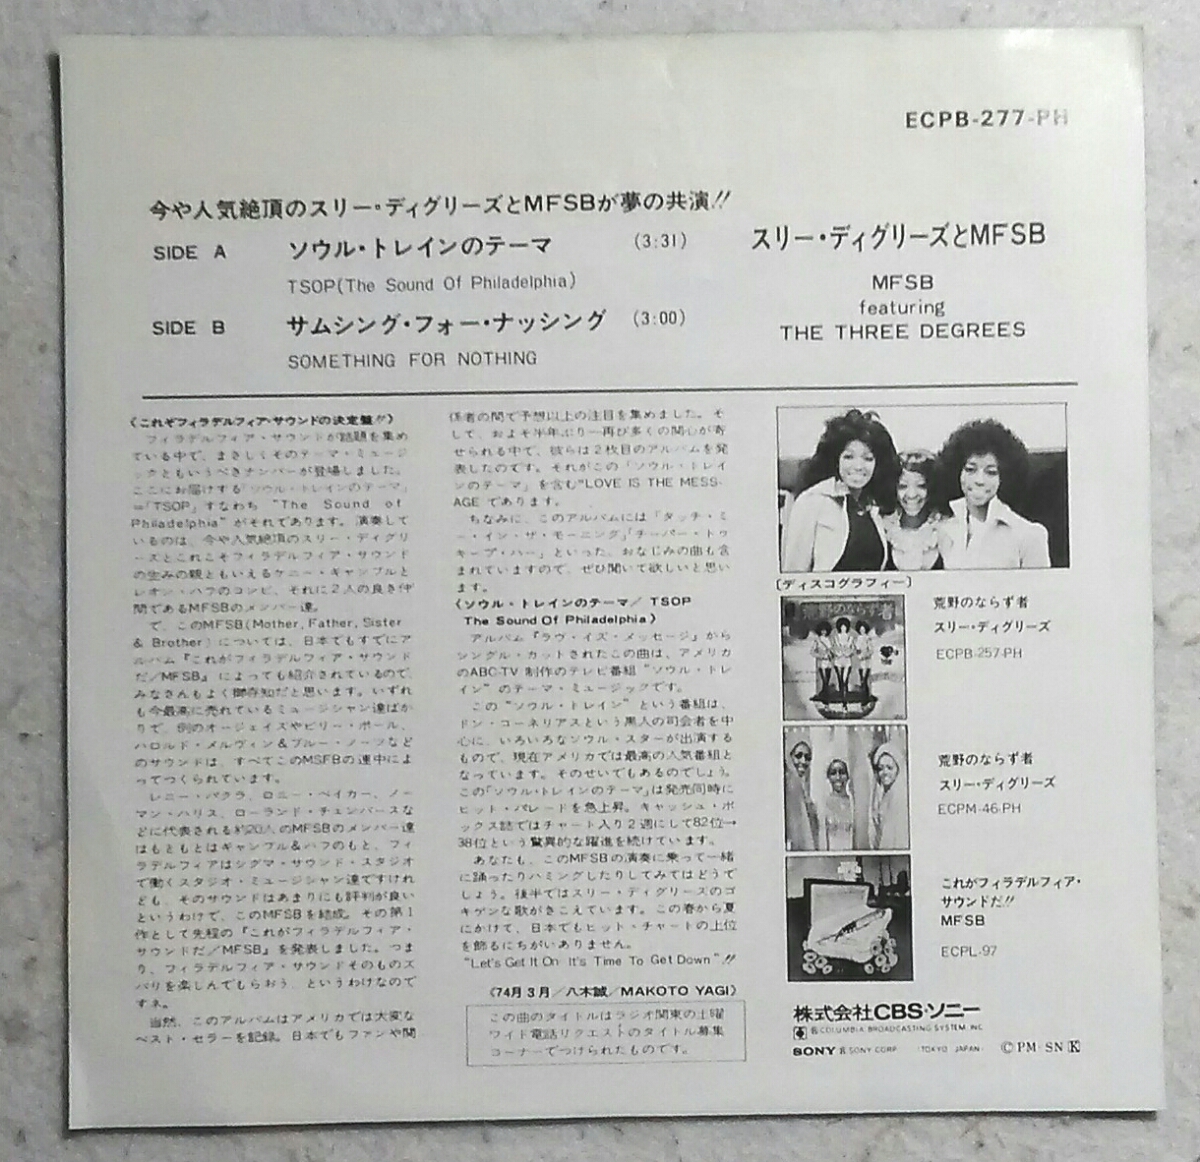 ECPB-277-PH
今や人気絶頂のスリー・ディグリーズとMFSBが夢の共演!!
SIDE A ソウル・トレインのテーマ (3:31)
TSOP(The Sound Of Philadelphia)
SIDE B サムシング・フォー・ナッシング (3:00)
SOMETHING FOR NOTHING
スリー・ディグリーズとMFSB
MFSB
featuring
THE THREE DEGREES
《これぞフィラデルフィア・サウンドの決定盤!!》
フィラデルフィア・サウンドが話題を集め
ている中で、まさしくそのテーマ・ミュージ
ックともいうべきナンバーが登場しました。
ここにお届けする「ソウル・トレインのテーマ」
=「TSOP」すなわち "The Sound of
Philadelphia" がそれであります。演奏して
いるのは、今や人気絶頂のスリー・ディグリ
ーズとこれこそフィラデルフィア・サウンド
の生みの親ともいえるケニー・ギャンブルと
レオン・ハフのコンビ、それに2人の良き仲
間であるMFSBのメンバー達。
で、このMFSB(Mother, Father, Sister
& Brother)については、日本でもすでにア
ルバム『これがフィラデルフィア・サウンド
だ/MFSB』によっても紹介されているので、
みなさんもよく御存知だと思います。いずれ
も今最高に売れているミュージシャン達ばか
りで、例のオージェイズやビリー・ポール、
ハロルド・メルヴィン&ブルー・ノーツなど
のサウンドは、すべてこのMSFBの連中によ
ってつくられています。
レニー・パクラ、ロニー・ベイカー、ノー
マン・ハリス、ローランド・チェンバースな
どに代表される約20人のMFSBのメンバー達
はもともとはギャンブル&ハフのもと、フィ
ラデルフィアはシグマ・サウンド・スタジオ
で働くスタジオ・ミュージシャン達ですけれ
ども、そのサウンドはあまりにも評判が良い
というわけで、このMFSBを結成。その第1
作として先程の『これがフィラデルフィア・
サウンドだ/MFSB』を発表しました。つま
り、フィラデルフィア・サウンドそのものズ
バリを楽しんでもらおう、というわけなので
すネ。
当然、このアルバムはアメリカでは大変な
ベスト・セラーを記録。日本でもファンや関
係者の間で予想以上の注目を集めました。そ
して、およそ半年ぶり一再び多くの関心が寄
せられる中で、彼らは2枚目のアルバムを発
表したのです。それがこの「ソウル・トレイ
ンのテーマ」を含む"LOVE IS THE MESS-
AGE であります。
ちなみに、このアルバムには「タッチ・ミ
ー・イン・ザ・モーニング」「チーパー・トゥ
キープ・ハー」といった、おなじみの曲も含
まれていますので、ぜひ聞いて欲しいと思い
ます。
《ソウル・トレインのテーマ/ TSOP
The Sound Of Philadelphia》
アルバム『ラヴ・イズ・メッセージ』から
シングル・カットされたこの曲は、アメリカ
のABC-TV 制作のテレビ番組 "ソウル・トレ
イン" のテーマ・ミュージックです。
この "ソウル・トレイン" という番組は、
ドン・コーネリアスという黒人の司会者を中
心に、いろいろなソウル・スターが出演する
もので、現在アメリカでは最高の人気番組と
なっています。そのせいでもあるのでしょう。
この「ソウル・トレインのテーマ」は発売同時に
ヒット・パレードを急上昇。キャッシュ・ボ
ックス誌ではチャート入り2週にして82位→
38位という驚異的な躍進を続けています。
あなたも、このMFSBの演奏に乗って一緒
に踊ったりハミングしたりしてみてはどうで
しょう。後半ではスリー・ディグリーズのゴ
キゲンな歌がきこえています。この春から夏
にかけて、日本でもヒット・チャートの上位
を飾るにちがいありません。
"Let's Get It On It's Time To Get Down"!!
《74月3月/八木誠/MAKOTO YAGI》
この曲のタイトルはラジオ関東の土曜
ワイド電話リクエストのタイトル募集
コーナーでつけられたものです。
〔ディスコグラフィー〕
荒野のならず者
荒野のならず者
スリー・ディグリーズ
ECPB-257-PH
荒野のならず者
スリー・ディグリーズ
ECPM-46-PH
これがフィラデルフィア・
サウンドだ!!
MFSB
ECPL-97
株式会社CBS・ソニー
® COLUMBIA BROADCASTING SYSTEM, INC
SONY ® SONY CORP TOKYO JAPAN Ⓒ PM・SN K